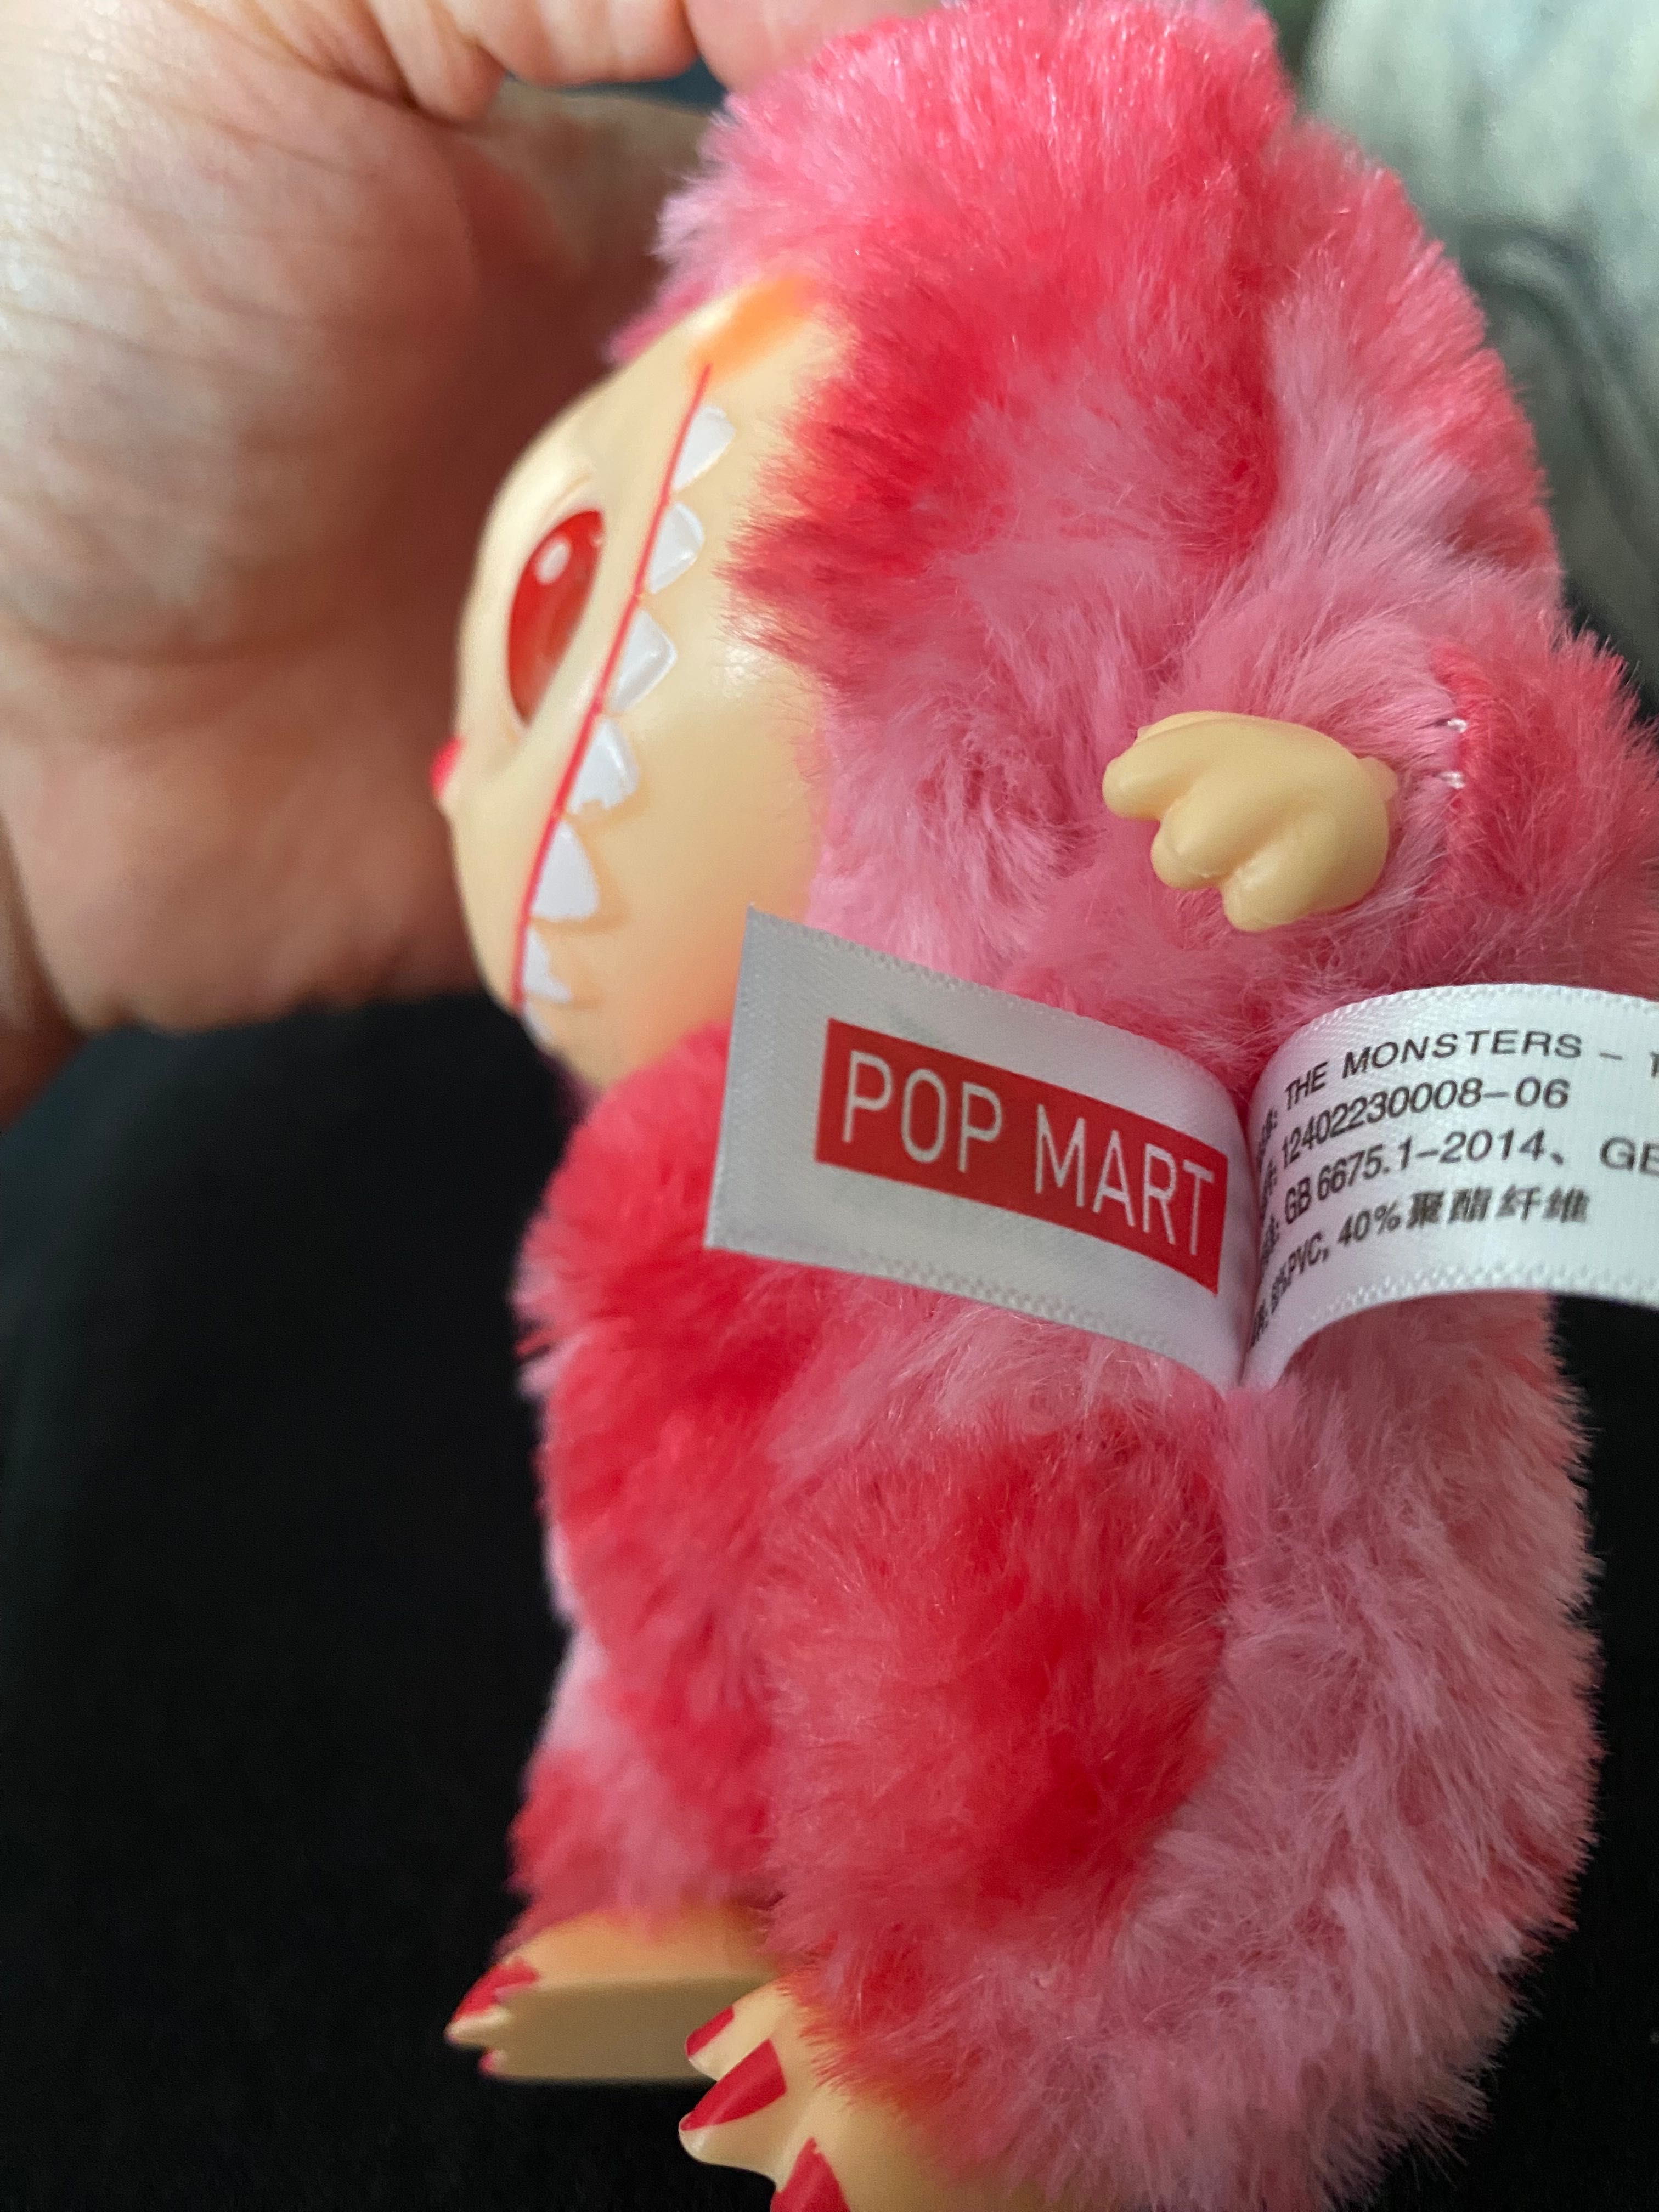 POP MART
THE MONSTERS –
12402230008–06
GB 6675.1–2014、 GB
PVC, 40%聚酯纤维